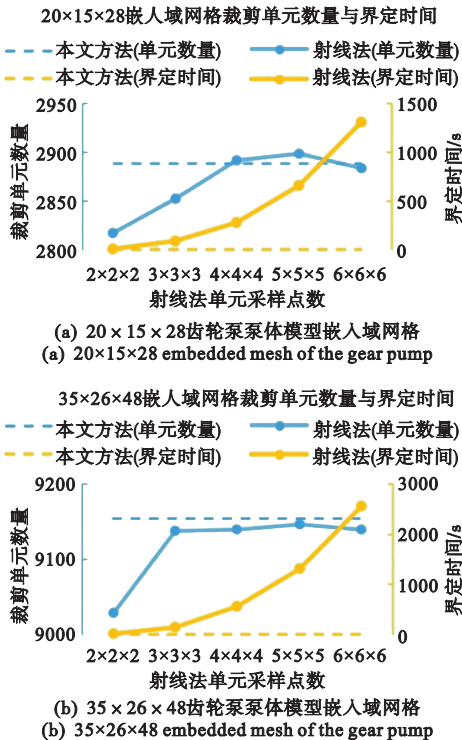 20×15×28嵌人域网格裁剪单元数量与界定时间
本文方法(单元数量) 射线法(单元数量)
本文方法(界定时间) 射线法(界定时间)
裁剪单元数量
2950
2900
2850
2800
1500
1000
500
0
界定时间/s
2×2×2 3×3×3 4×4×4 5×5×5 6×6×6
射线法单元采样点数
(a) 20×15×28齿轮泵泵体模型嵌人域网格
(a) 20×15×28 embedded mesh of the gear pump
35×26×48嵌人域网格裁剪单元数量与界定时间
本文方法(单元数量) 射线法(单元数量)
本文方法(界定时间) 射线法(界定时间)
裁剪单元数量
9200
9100
9000
3000
2000
1000
0
界定时间/s
2×2×2 3×3×3 4×4×4 5×5×5 6×6×6
射线法单元采样点数
(b) 35×26×48齿轮泵泵体模型嵌人域网格
(b) 35×26×48 embedded mesh of the gear pump